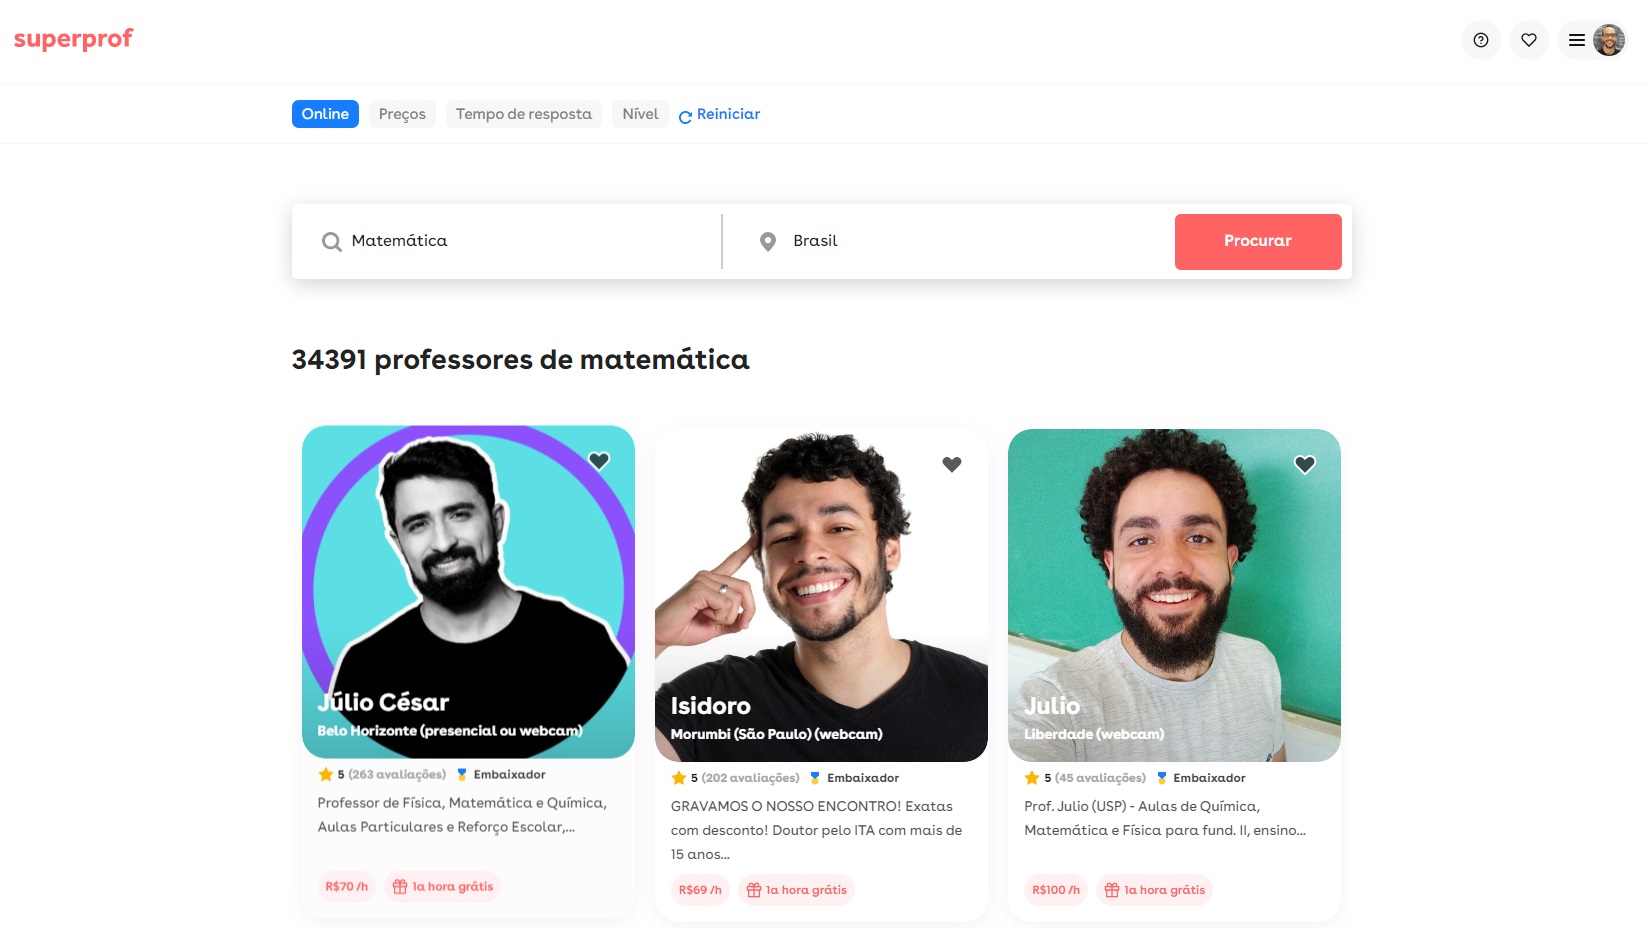 superprof
Online Preços Tempo de resposta Nível Reiniciar
Matemática Brasil Procurar
34391 professores de matemática
Júlio César
Belo Horizonte (presencial ou webcam)
5 (263 avaliações) Embaixador
Professor de Física, Matemática e Química,
Aulas Particulares e Reforço Escolar,...
R$70 /h 1a hora grátis
Isidoro
Morumbi (São Paulo) (webcam)
5 (202 avaliações) Embaixador
GRAVAMOS O NOSSO ENCONTRO! Exatas
com desconto! Doutor pelo ITA com mais de
15 anos...
R$69 /h 1a hora grátis
Julio
Liberdade (webcam)
5 (45 avaliações) Embaixador
Prof. Julio (USP) - Aulas de Química,
Matemática e Física para fund. II, ensino...
R$100 /h 1a hora grátis